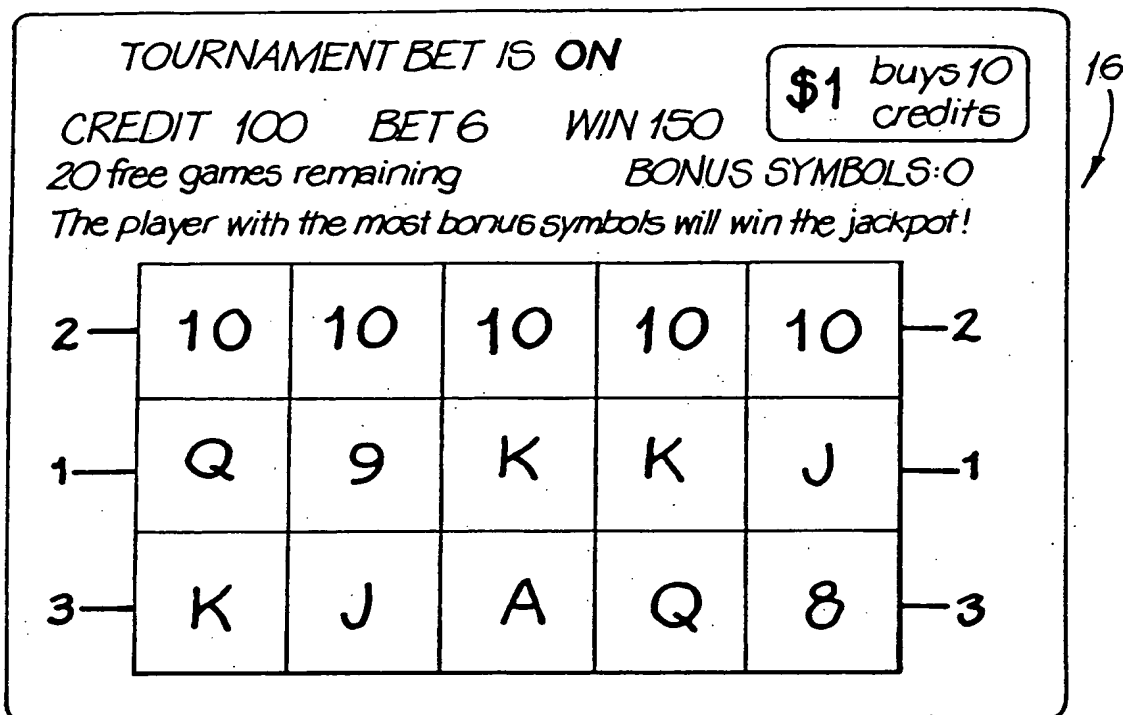 TOURNAMENT BET IS ON
$1 buys 10 credits
16
CREDIT 100 BET 6 WIN 150
20 free games remaining BONUS SYMBOLS:0
The player with the most bonus symbols will win the jackpot!
2 10 10 10 10 10 2
1 Q 9 K K J 1
3 K J A Q 8 3